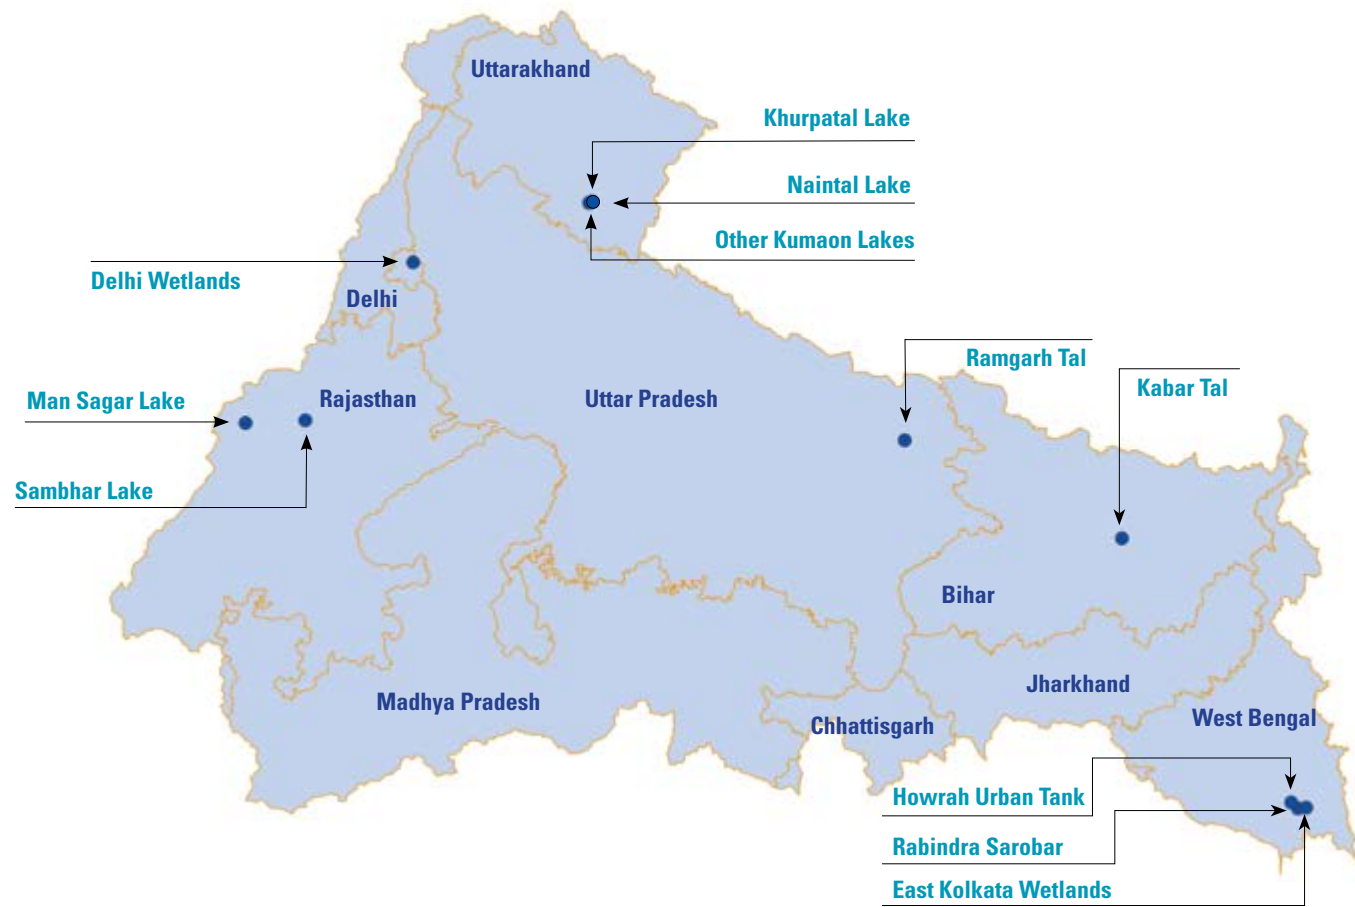 Uttarakhand
Khurpatal Lake
Naintal Lake
Other Kumaon Lakes
Delhi Wetlands
Delhi
Ramgarh Tal
Kabar Tal
Man Sagar Lake
Rajasthan
Uttar Pradesh
Sambhar Lake
Bihar
Jharkhand
Madhya Pradesh
Chhattisgarh
West Bengal
Howrah Urban Tank
Rabindra Sarobar
East Kolkata Wetlands